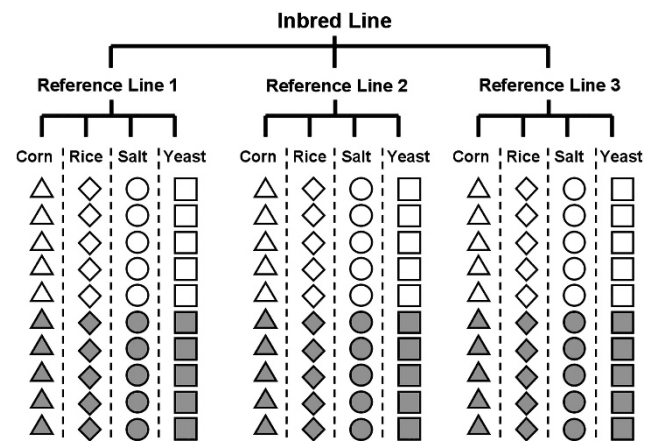 Inbred Line
Reference Line 1 Reference Line 2 Reference Line 3
Corn Rice Salt Yeast Corn Rice Salt Yeast Corn Rice Salt Yeast